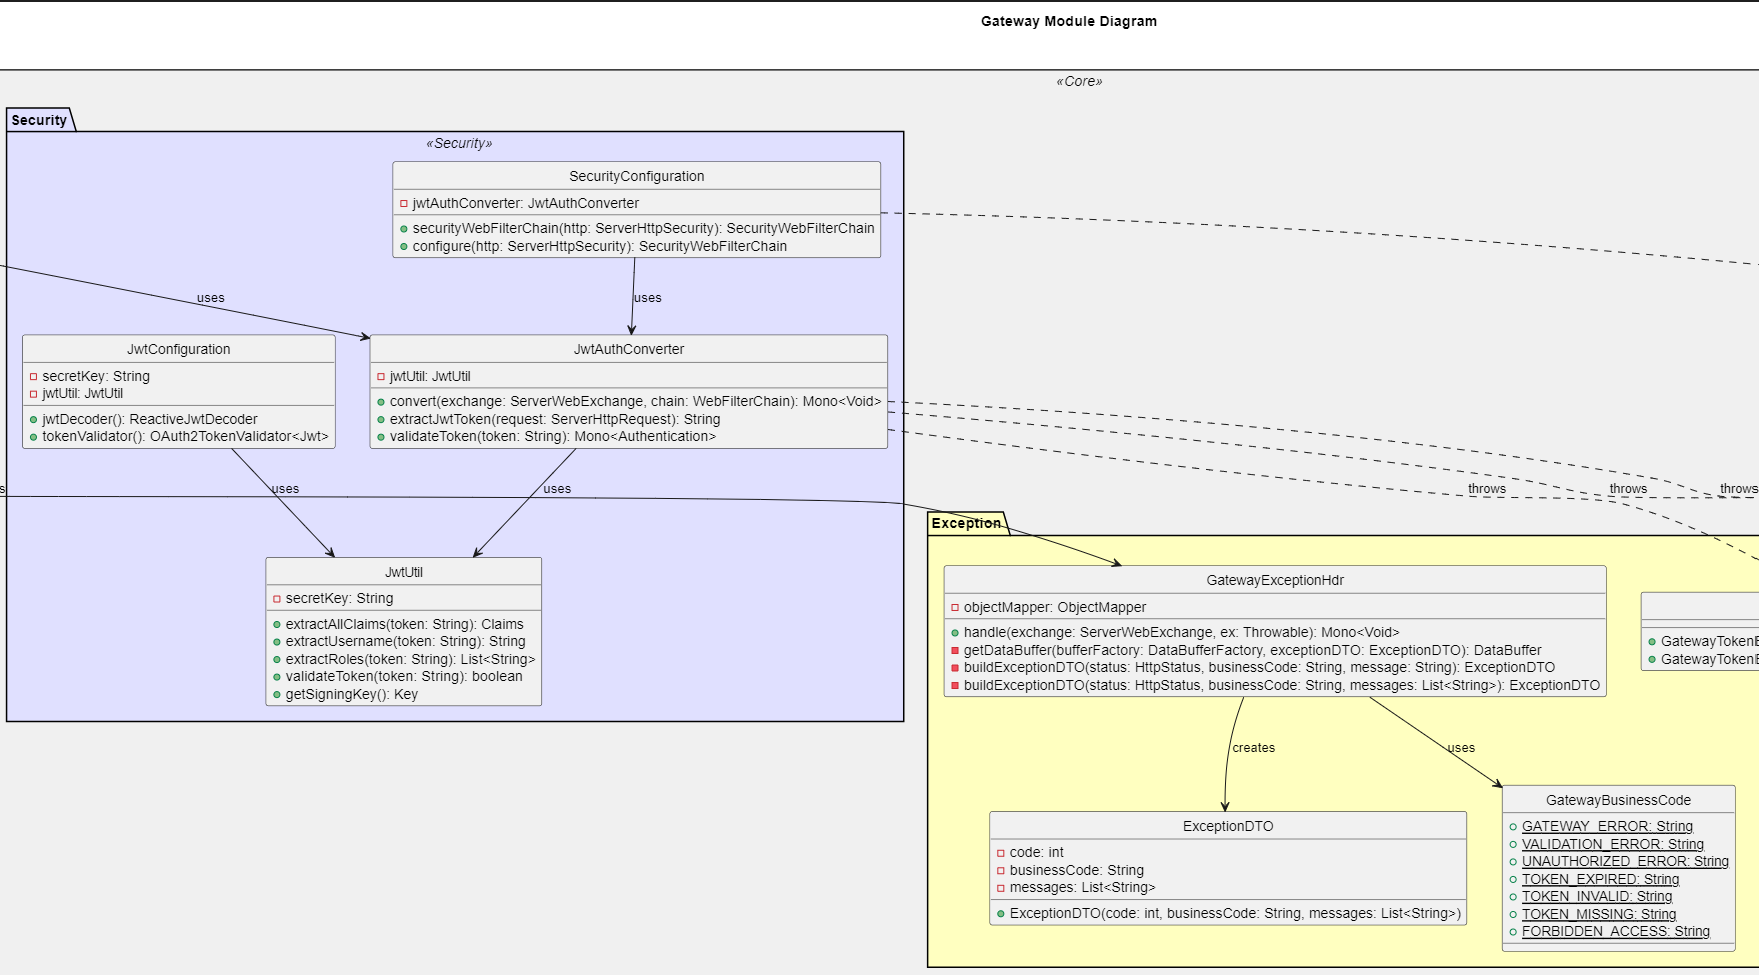 Gateway Module Diagram
«Core»
Security
«Security»
SecurityConfiguration
jwtAuthConverter: JwtAuthConverter
securityWebFilterChain(http: ServerHttpSecurity): SecurityWebFilterChain
configure(http: ServerHttpSecurity): SecurityWebFilterChain
uses
uses
JwtConfiguration
secretKey: String
jwtUtil: JwtUtil
jwtDecoder(): ReactiveJwtDecoder
tokenValidator(): OAuth2TokenValidator<Jwt>
JwtAuthConverter
jwtUtil: JwtUtil
convert(exchange: ServerWebExchange, chain: WebFilterChain): Mono<Void>
extractJwtToken(request: ServerHttpRequest): String
validateToken(token: String): Mono<Authentication>
s
uses
uses
throws
throws
throws
JwtUtil
secretKey: String
extractAllClaims(token: String): Claims
extractUsername(token: String): String
extractRoles(token: String): List<String>
validateToken(token: String): boolean
getSigningKey(): Key
Exception
GatewayExceptionHdr
objectMapper: ObjectMapper
handle(exchange: ServerWebExchange, ex: Throwable): Mono<Void>
getDataBuffer(bufferFactory: DataBufferFactory, exceptionDTO: ExceptionDTO): DataBuffer
buildExceptionDTO(status: HttpStatus, businessCode: String, message: String): ExceptionDTO
buildExceptionDTO(status: HttpStatus, businessCode: String, messages: List<String>): ExceptionDTO
GatewayTokenE
GatewayTokenE
creates
uses
ExceptionDTO
code: int
businessCode: String
messages: List<String>
ExceptionDTO(code: int, businessCode: String, messages: List<String>)
GatewayBusinessCode
GATEWAY_ERROR: String
VALIDATION_ERROR: String
UNAUTHORIZED_ERROR: String
TOKEN_EXPIRED: String
TOKEN_INVALID: String
TOKEN_MISSING: String
FORBIDDEN_ACCESS: String